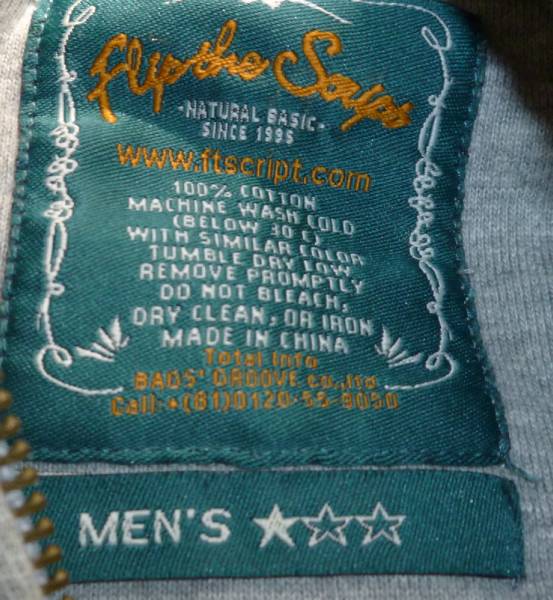 Flip the Script
-NATURAL BASIC-
SINCE 1995
www.ftscript.com
100% COTTON
MACHINE WASH COLD
(BELOW 30 C),
WITH SIMILAR COLOR
TUMBLE DRY LOW,
REMOVE PROMPTLY
DO NOT BLEACH,
DRY CLEAN, OR IRON
MADE IN CHINA
Total Info
BADS' GROOVE co.,ltd
Call:+(81)0120-55-9050
MEN'S ★☆☆